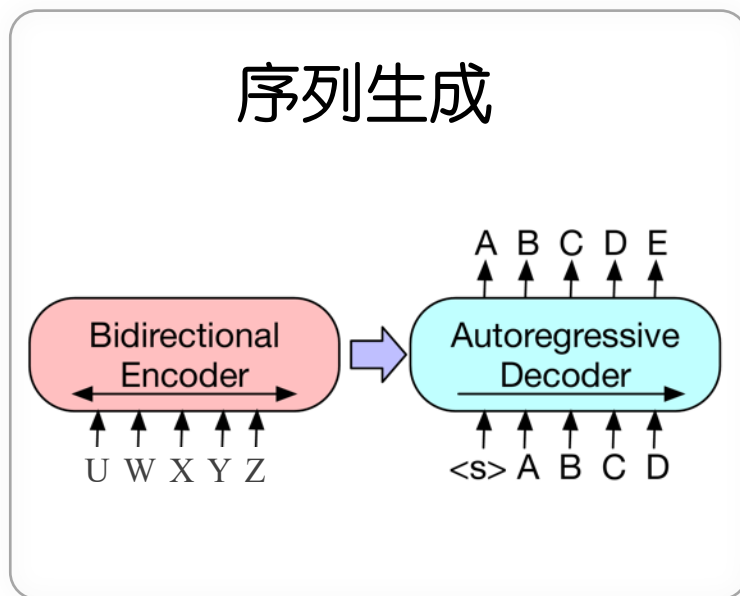 序列生成
A B C D E
Bidirectional
Encoder
Autoregressive
Decoder
U W X Y Z
<s> A B C D